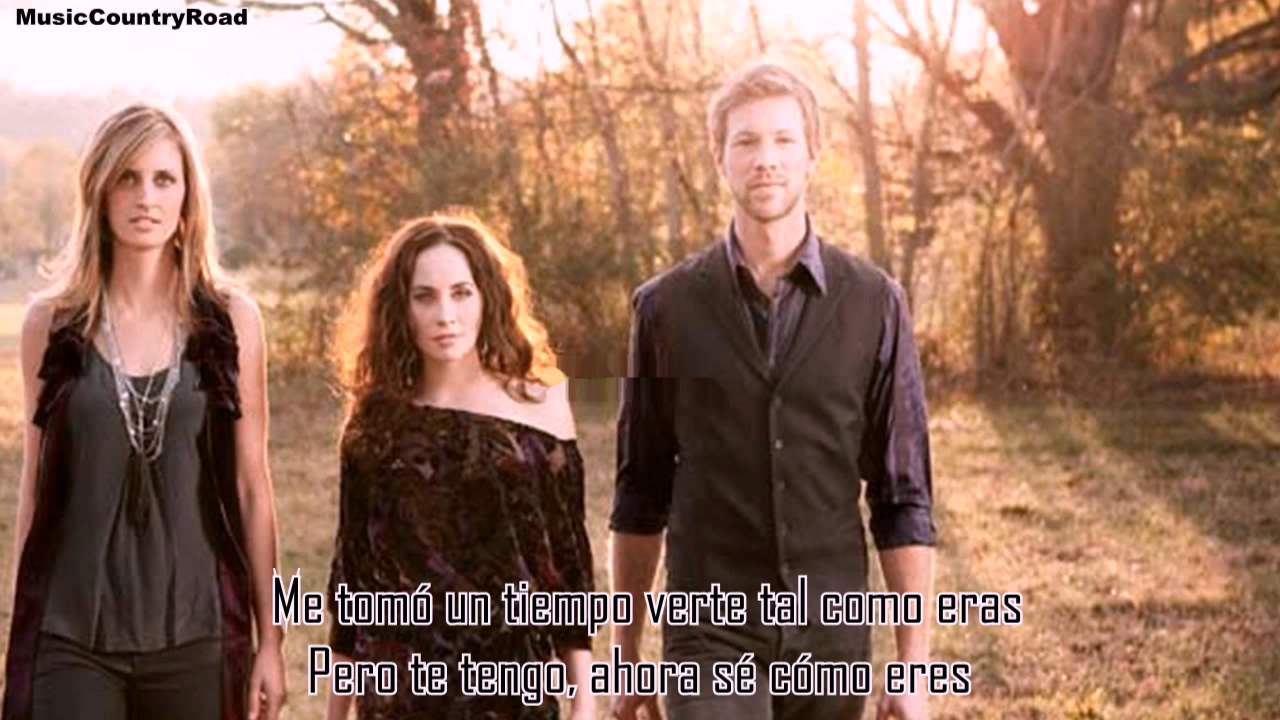 MusicCountryRoad
Me tomó un tiempo verte tal como eras
Pero te tengo, ahora sé cómo eres